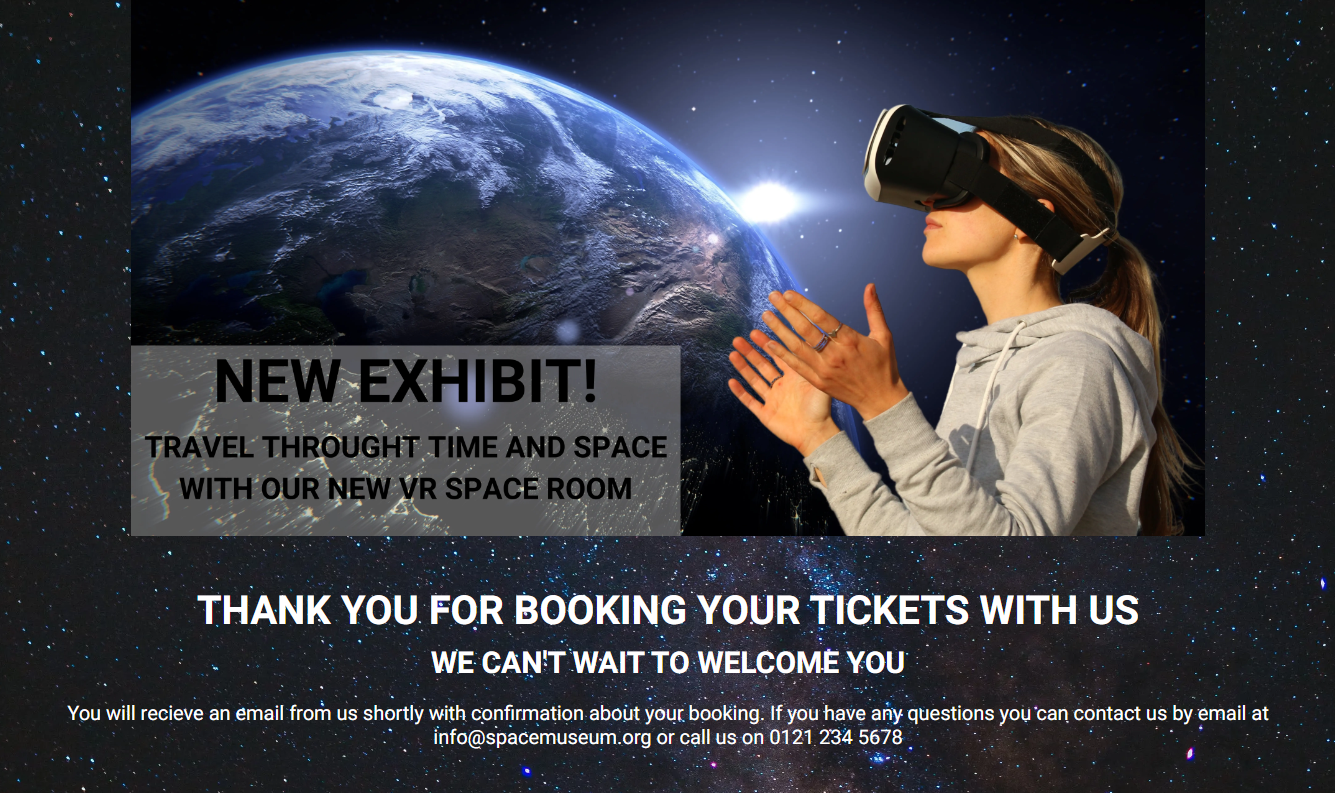 NEW EXHIBIT!
TRAVEL THROUGHT TIME AND SPACE
WITH OUR NEW VR SPACE ROOM
THANK YOU FOR BOOKING YOUR TICKETS WITH US
WE CAN'T WAIT TO WELCOME YOU
You will recieve an email from us shortly with confirmation about your booking. If you have any questions you can contact us by email at
info@spacemuseum.org or call us on 0121 234 5678